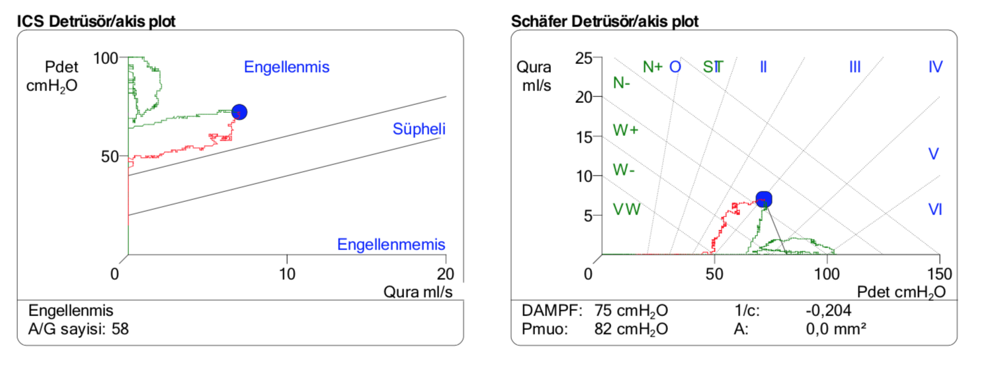 ICS Detrüsör/akis plot
Pdet
cmH₂O
100
50
0
10
20
Qura ml/s
Engellenmis
Süpheli
Engellenmemis
Engellenmis
A/G sayisi: 58
Schäfer Detrüsör/akis plot
Qura
ml/s
25
20
15
10
5
0
50
100
150
Pdet cmH₂O
N+ O ST I II III IV
N-
W+
V
W-
VW
VI
DAMPF: 75 cmH₂O 1/c: -0,204
Pmuo: 82 cmH₂O A: 0,0 mm²